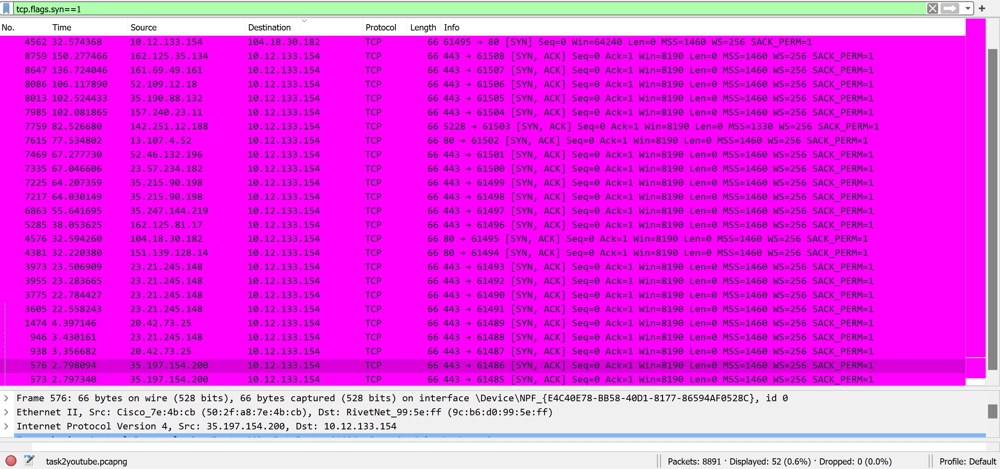 tcp.flags.syn==1
No. Time Source Destination Protocol Length Info
4562 32.574368 10.12.133.154 104.18.30.182 TCP 66 61495 → 80 [SYN] Seq=0 Win=64240 Len=0 MSS=1460 WS=256 SACK_PERM=1
8759 150.277466 162.125.35.134 10.12.133.154 TCP 66 443 → 61508 [SYN, ACK] Seq=0 Ack=1 Win=8190 Len=0 MSS=1460 WS=256 SACK_PERM=1
8647 136.724046 161.69.49.161 10.12.133.154 TCP 66 443 → 61507 [SYN, ACK] Seq=0 Ack=1 Win=8190 Len=0 MSS=1460 WS=256 SACK_PERM=1
8086 106.117890 52.109.12.18 10.12.133.154 TCP 66 443 → 61506 [SYN, ACK] Seq=0 Ack=1 Win=8190 Len=0 MSS=1460 WS=256 SACK_PERM=1
8013 102.524433 35.190.88.132 10.12.133.154 TCP 66 443 → 61505 [SYN, ACK] Seq=0 Ack=1 Win=8190 Len=0 MSS=1460 WS=256 SACK_PERM=1
7985 102.081865 157.240.23.11 10.12.133.154 TCP 66 443 → 61504 [SYN, ACK] Seq=0 Ack=1 Win=8190 Len=0 MSS=1460 WS=256 SACK_PERM=1
7759 82.526680 142.251.12.188 10.12.133.154 TCP 66 5228 → 61503 [SYN, ACK] Seq=0 Ack=1 Win=8190 Len=0 MSS=1330 WS=256 SACK_PERM=1
7615 77.534802 13.107.4.52 10.12.133.154 TCP 66 80 → 61502 [SYN, ACK] Seq=0 Ack=1 Win=8190 Len=0 MSS=1460 WS=256 SACK_PERM=1
7469 67.277730 52.46.132.196 10.12.133.154 TCP 66 443 → 61501 [SYN, ACK] Seq=0 Ack=1 Win=8190 Len=0 MSS=1460 WS=256 SACK_PERM=1
7335 67.046606 23.57.234.182 10.12.133.154 TCP 66 443 → 61500 [SYN, ACK] Seq=0 Ack=1 Win=8190 Len=0 MSS=1460 WS=256 SACK_PERM=1
7225 64.207359 35.215.90.198 10.12.133.154 TCP 66 443 → 61499 [SYN, ACK] Seq=0 Ack=1 Win=8190 Len=0 MSS=1460 WS=256 SACK_PERM=1
7217 64.030149 35.215.90.198 10.12.133.154 TCP 66 443 → 61498 [SYN, ACK] Seq=0 Ack=1 Win=8190 Len=0 MSS=1460 WS=256 SACK_PERM=1
6863 55.641695 35.247.144.219 10.12.133.154 TCP 66 443 → 61497 [SYN, ACK] Seq=0 Ack=1 Win=8190 Len=0 MSS=1460 WS=256 SACK_PERM=1
5285 38.053625 162.125.81.17 10.12.133.154 TCP 66 443 → 61496 [SYN, ACK] Seq=0 Ack=1 Win=8190 Len=0 MSS=1460 WS=256 SACK_PERM=1
4576 32.594260 104.18.30.182 10.12.133.154 TCP 66 80 → 61495 [SYN, ACK] Seq=0 Ack=1 Win=8190 Len=0 MSS=1460 WS=256 SACK_PERM=1
4381 32.220380 151.139.128.14 10.12.133.154 TCP 66 80 → 61494 [SYN, ACK] Seq=0 Ack=1 Win=8190 Len=0 MSS=1460 WS=256 SACK_PERM=1
3973 23.506909 23.21.245.148 10.12.133.154 TCP 66 443 → 61493 [SYN, ACK] Seq=0 Ack=1 Win=8190 Len=0 MSS=1460 WS=256 SACK_PERM=1
3955 23.283665 23.21.245.148 10.12.133.154 TCP 66 443 → 61492 [SYN, ACK] Seq=0 Ack=1 Win=8190 Len=0 MSS=1460 WS=256 SACK_PERM=1
3775 22.784427 23.21.245.148 10.12.133.154 TCP 66 443 → 61490 [SYN, ACK] Seq=0 Ack=1 Win=8190 Len=0 MSS=1460 WS=256 SACK_PERM=1
3605 22.558243 23.21.245.148 10.12.133.154 TCP 66 443 → 61491 [SYN, ACK] Seq=0 Ack=1 Win=8190 Len=0 MSS=1460 WS=256 SACK_PERM=1
1474 4.397146 20.42.73.25 10.12.133.154 TCP 66 443 → 61489 [SYN, ACK] Seq=0 Ack=1 Win=8190 Len=0 MSS=1460 WS=256 SACK_PERM=1
946 3.430161 23.21.245.148 10.12.133.154 TCP 66 443 → 61488 [SYN, ACK] Seq=0 Ack=1 Win=8190 Len=0 MSS=1460 WS=256 SACK_PERM=1
938 3.356682 20.42.73.25 10.12.133.154 TCP 66 443 → 61487 [SYN, ACK] Seq=0 Ack=1 Win=8190 Len=0 MSS=1460 WS=256 SACK_PERM=1
576 2.798094 35.197.154.200 10.12.133.154 TCP 66 443 → 61486 [SYN, ACK] Seq=0 Ack=1 Win=8190 Len=0 MSS=1460 WS=256 SACK_PERM=1
573 2.797340 35.197.154.200 10.12.133.154 TCP 66 443 → 61485 [SYN, ACK] Seq=0 Ack=1 Win=8190 Len=0 MSS=1460 WS=256 SACK_PERM=1
Frame 576: 66 bytes on wire (528 bits), 66 bytes captured (528 bits) on interface \Device\NPF_{E4C40E78-BB58-40D1-8177-86594AF0528C}, id 0
Ethernet II, Src: Cisco_7e:4b:cb (50:2f:a8:7e:4b:cb), Dst: RivetNet_99:5e:ff (9c:b6:d0:99:5e:ff)
Internet Protocol Version 4, Src: 35.197.154.200, Dst: 10.12.133.154
task2youtube.pcapng
Packets: 8891 · Displayed: 52 (0.6%) · Dropped: 0 (0.0%)
Profile: Default